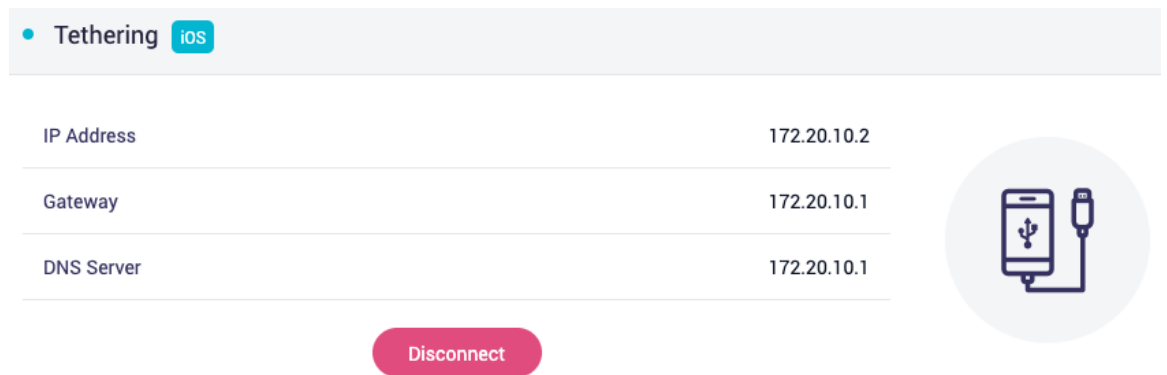 Tethering iOS
IP Address 172.20.10.2
Gateway 172.20.10.1
DNS Server 172.20.10.1
Disconnect